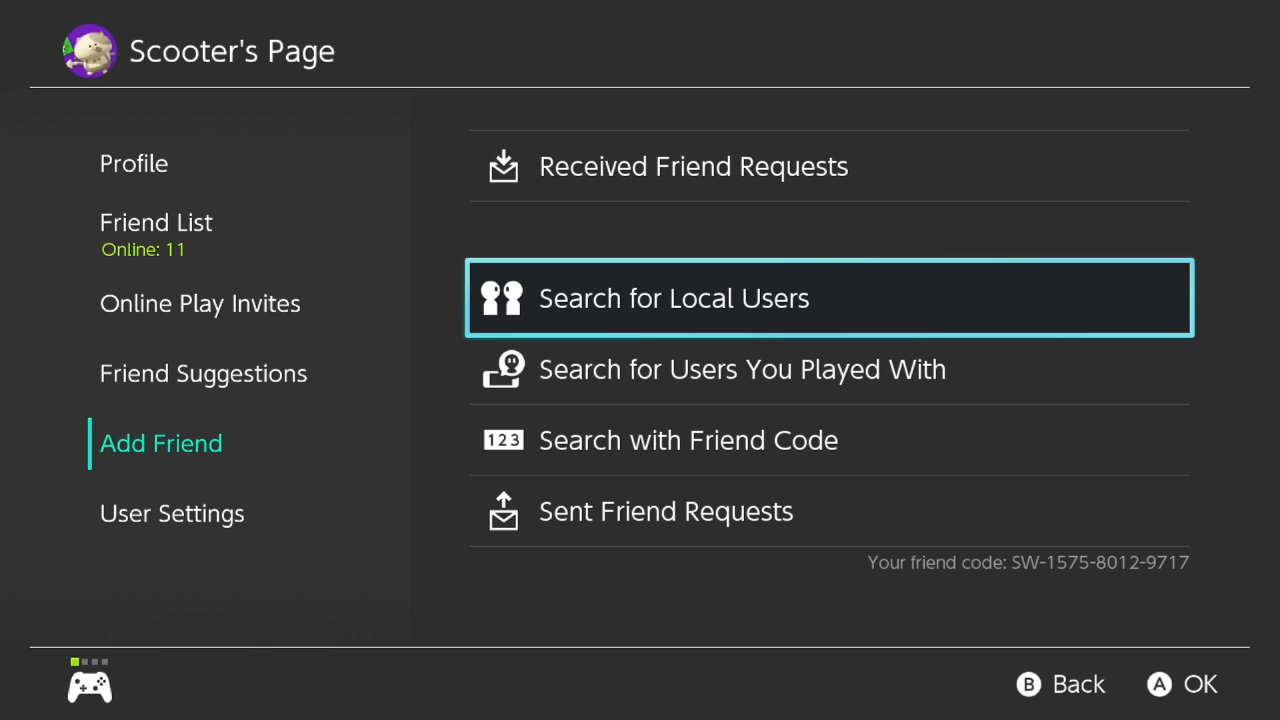 Scooter's Page
Profile
Friend List
Online: 11
Online Play Invites
Friend Suggestions
Add Friend
User Settings
Received Friend Requests
Search for Local Users
Search for Users You Played With
123 Search with Friend Code
Sent Friend Requests
Your friend code: SW-1575-8012-9717
B Back A OK